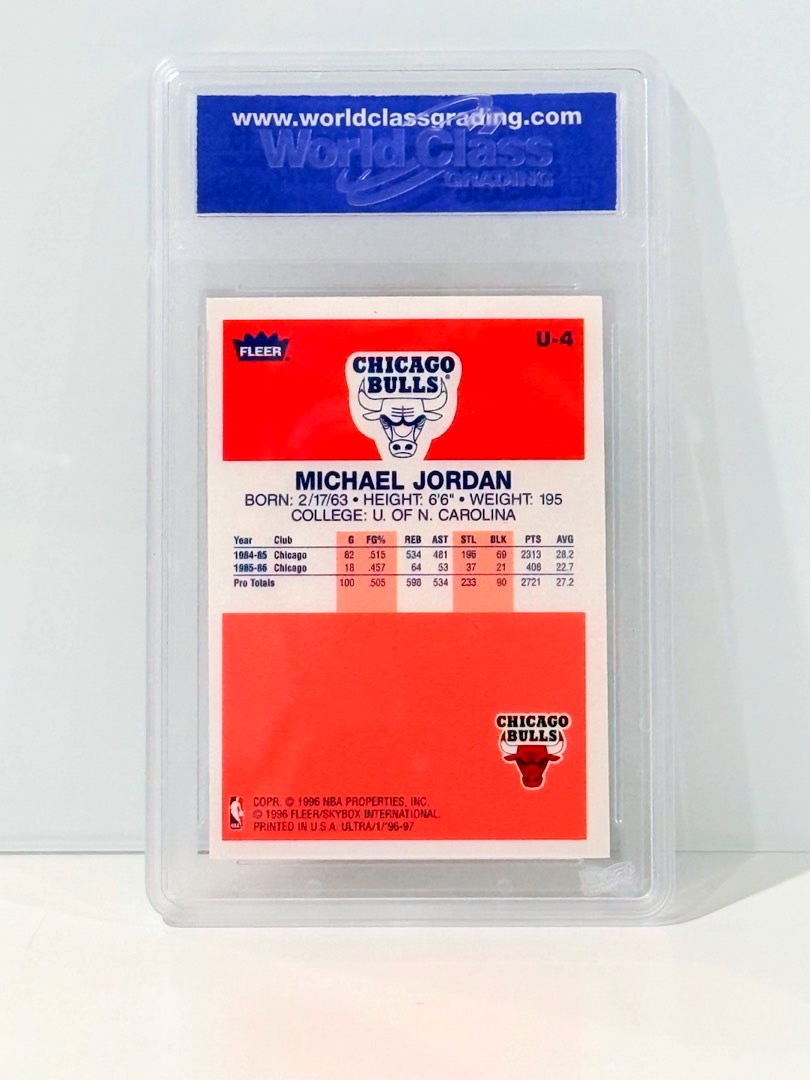 www.worldclassgrading.com
World Class
GRADING
FLEER
U-4
CHICAGO
BULLS
MICHAEL JORDAN
BORN: 2/17/63 • HEIGHT: 6'6" • WEIGHT: 195
COLLEGE: U. OF N. CAROLINA
Year Club G FG% REB AST STL BLK PTS AVG
1984-85 Chicago 82 .515 534 481 196 69 2313 28.2
1985-86 Chicago 18 .457 64 53 37 21 408 22.7
Pro Totals 100 .505 598 534 233 90 2721 27.2
CHICAGO
BULLS
COPR. © 1996 NBA PROPERTIES, INC.
© 1996 FLEER/SKYBOX INTERNATIONAL.
PRINTED IN U.S.A. ULTRA/1/"96-97